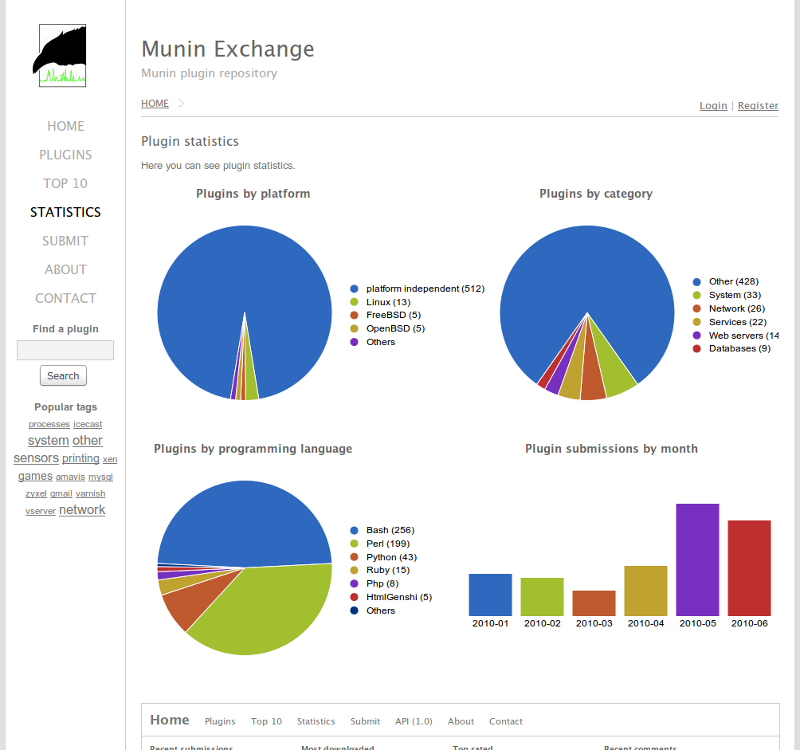 Munin Exchange
Munin plugin repository
HOME
Login | Register
HOME
PLUGINS
TOP 10
STATISTICS
SUBMIT
ABOUT
CONTACT
Find a plugin
Search
Popular tags
processes icecast
system other
sensors printing xen
games amavis mysql
zyxel qmail varnish
vserver network
Plugin statistics
Here you can see plugin statistics.
Plugins by platform
platform independent (512)
Linux (13)
FreeBSD (5)
OpenBSD (5)
Others
Plugins by category
Other (428)
System (33)
Network (26)
Services (22)
Web servers (14
Databases (9)
Plugins by programming language
Bash (256)
Perl (199)
Python (43)
Ruby (15)
Php (8)
HtmlGenshi (5)
Others
Plugin submissions by month
2010-01 2010-02 2010-03 2010-04 2010-05 2010-06
Home Plugins Top 10 Statistics Submit API (1.0) About Contact
Recent submissions Most downloaded Top rated Recent comments